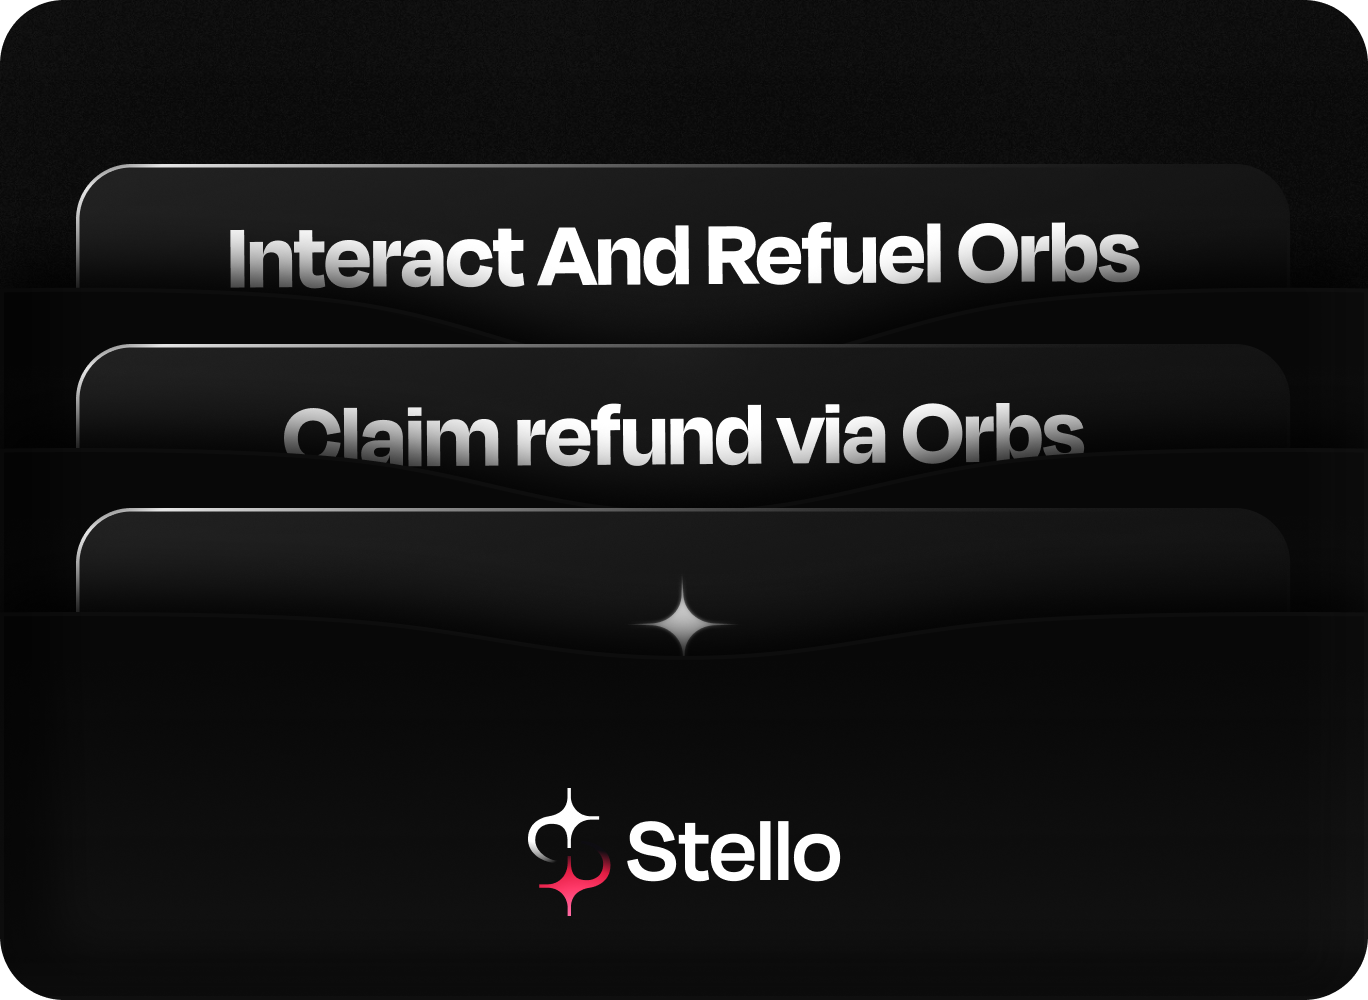 Interact And Refuel Orbs
Claim refund via Orbs
Stello